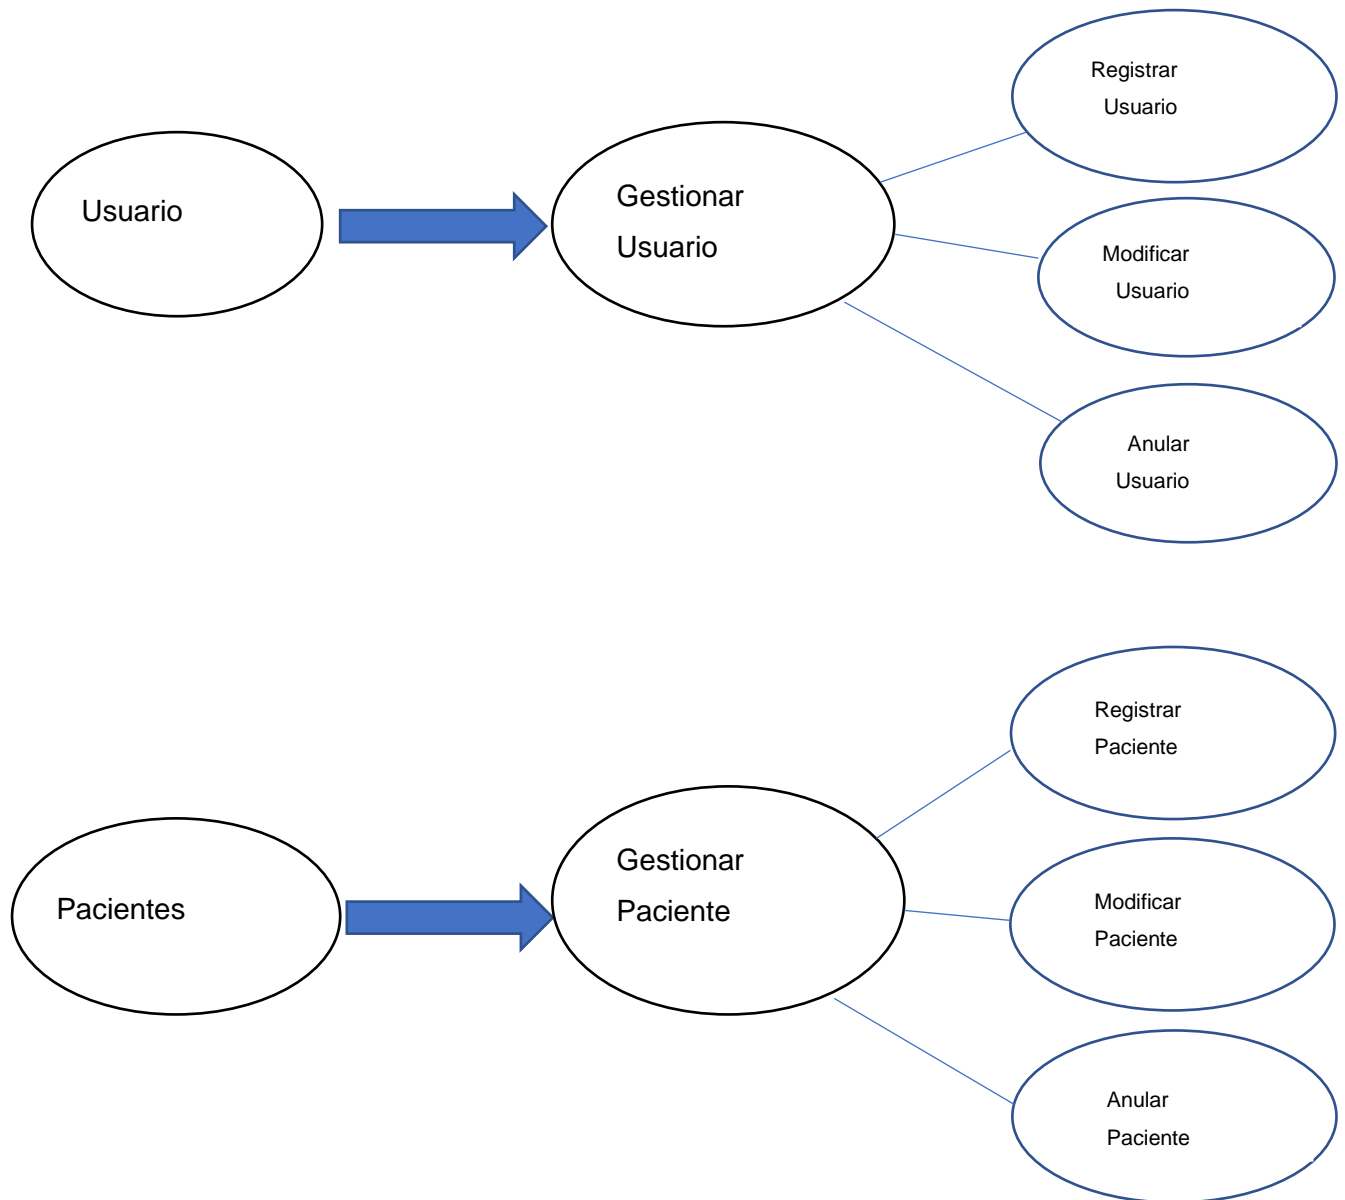 Usuario
Gestionar
Usuario
Registrar
Usuario
Modificar
Usuario
Anular
Usuario
Pacientes
Gestionar
Paciente
Registrar
Paciente
Modificar
Paciente
Anular
Paciente